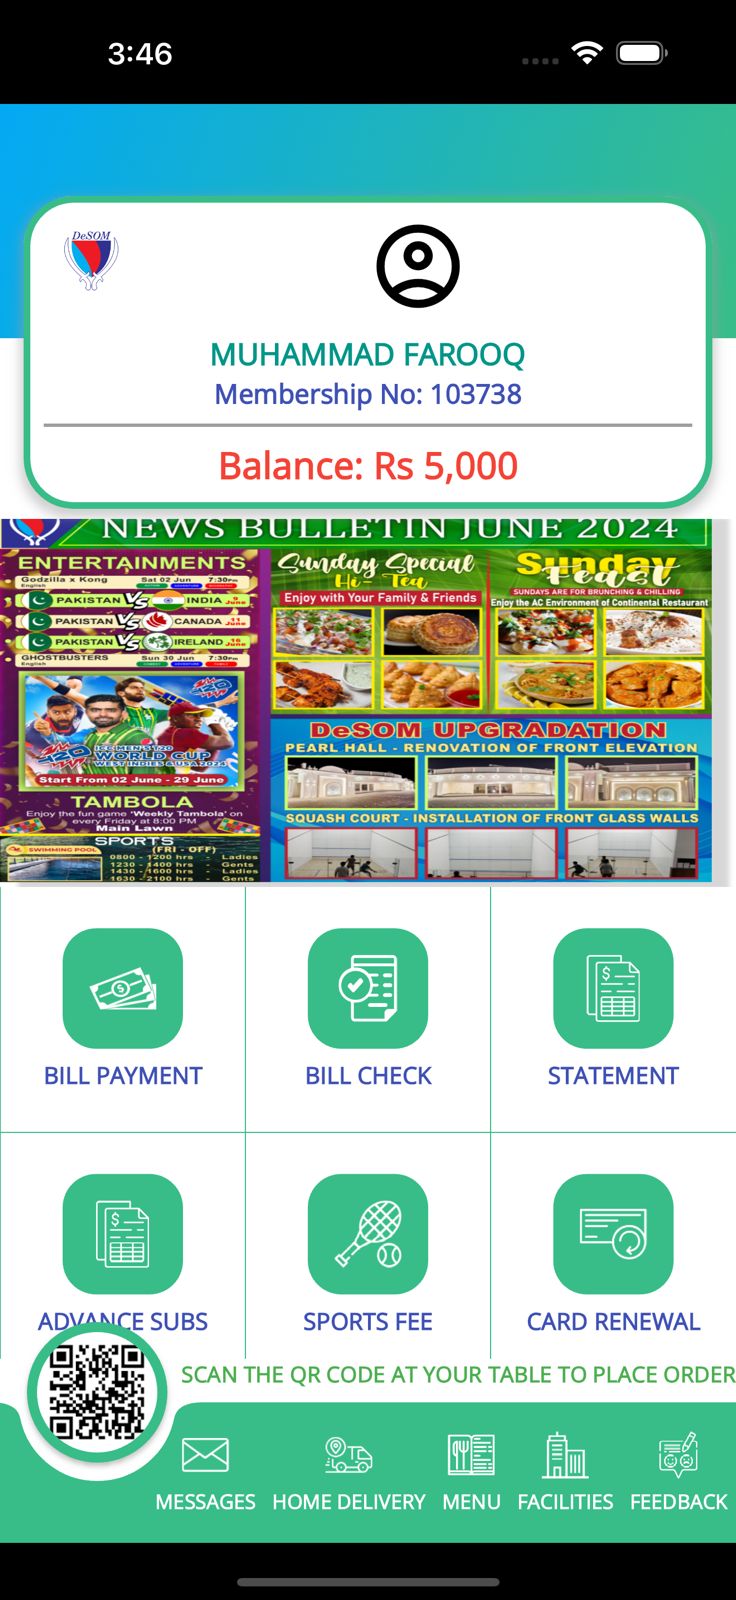 3:46
DeSOM
MUHAMMAD FAROOQ
Membership No: 103738
Balance: Rs 5,000
NEWS BULLETIN JUNE 2024
ENTERTAINMENTS
Godzilla x Kong Sat 02 Jun 7:30pm
English
PAKISTAN VS INDIA 9 June
PAKISTAN VS CANADA 11 June
PAKISTAN VS IRELAND 16 June
GHOSTBUSTERS Sun 30 Jun 7:30pm
English
ICC MEN'S T20
WORLD CUP
WEST INDIES & USA 2024
Start From 02 June - 29 June
TAMBOLA
Enjoy the fun game 'Weekly Tambola' on
every Friday at 8:00 PM
Main Lawn
SPORTS
SWIMMING POOL (FRI - OFF)
0800 - 1200 hrs - Ladies
1230 - 1400 hrs - Gents
1430 - 1600 hrs - Ladies
1630 - 2100 hrs - Gents
Sunday Special
Hi - Tea
Enjoy with Your Family & Friends
Sunday
Feast
SUNDAYS ARE FOR BRUNCHING & CHILLING
Enjoy the AC Environment of Continental Restaurant
DeSOM UPGRADATION
PEARL HALL - RENOVATION OF FRONT ELEVATION
SQUASH COURT - INSTALLATION OF FRONT GLASS WALLS
BILL PAYMENT
BILL CHECK
STATEMENT
ADVANCE SUBS
SPORTS FEE
CARD RENEWAL
SCAN THE QR CODE AT YOUR TABLE TO PLACE ORDER
MESSAGES
HOME DELIVERY
MENU
FACILITIES
FEEDBACK